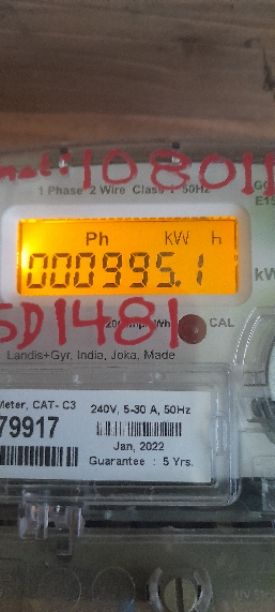 108011
1 Phase 2 Wire Class 1 50Hz
Ph KW h
000995.1
SD1481
CAL
Landis+Gyr, India, Joka, Made
Meter, CAT- C3 240V, 5-30 A, 50Hz
79917
Jan, 2022
Guarantee : 5 Yrs.